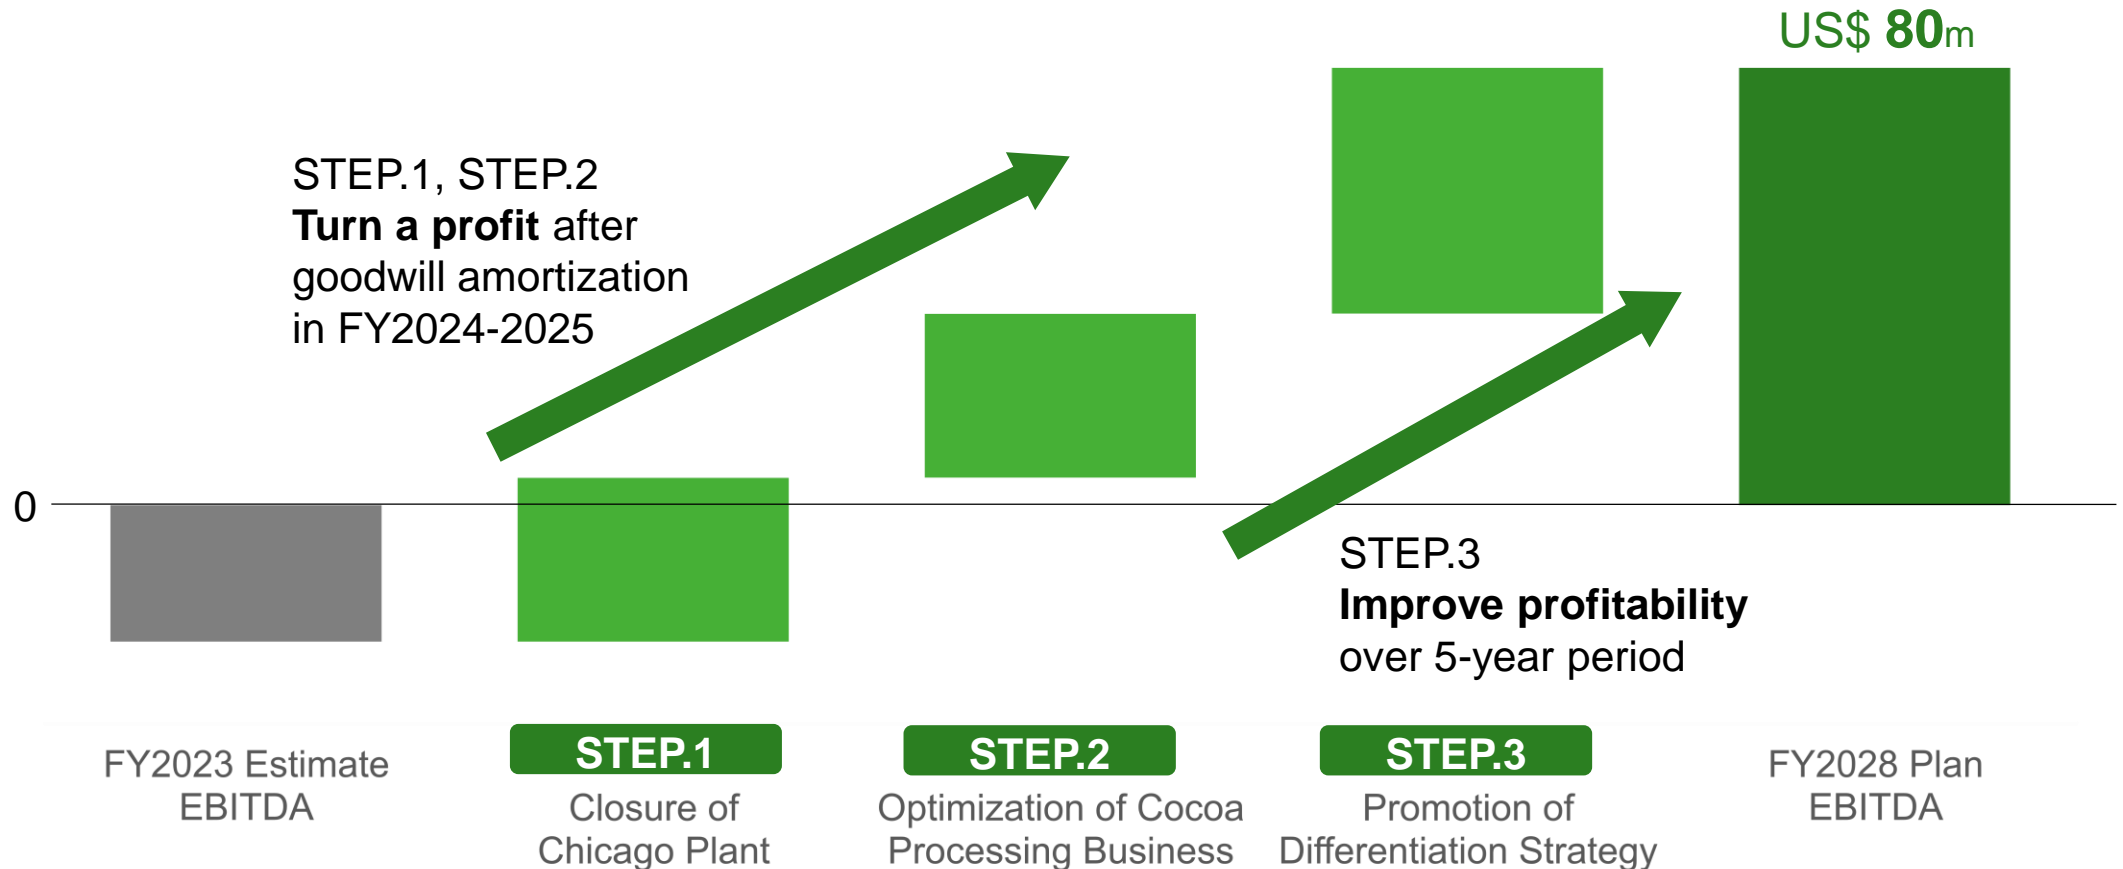 US$ 80m
STEP.1, STEP.2
Turn a profit after
goodwill amortization
in FY2024-2025
0
STEP.3
Improve profitability
over 5-year period
FY2023 Estimate
EBITDA
STEP.1
Closure of
Chicago Plant
STEP.2
Optimization of Cocoa
Processing Business
STEP.3
Promotion of
Differentiation Strategy
FY2028 Plan
EBITDA